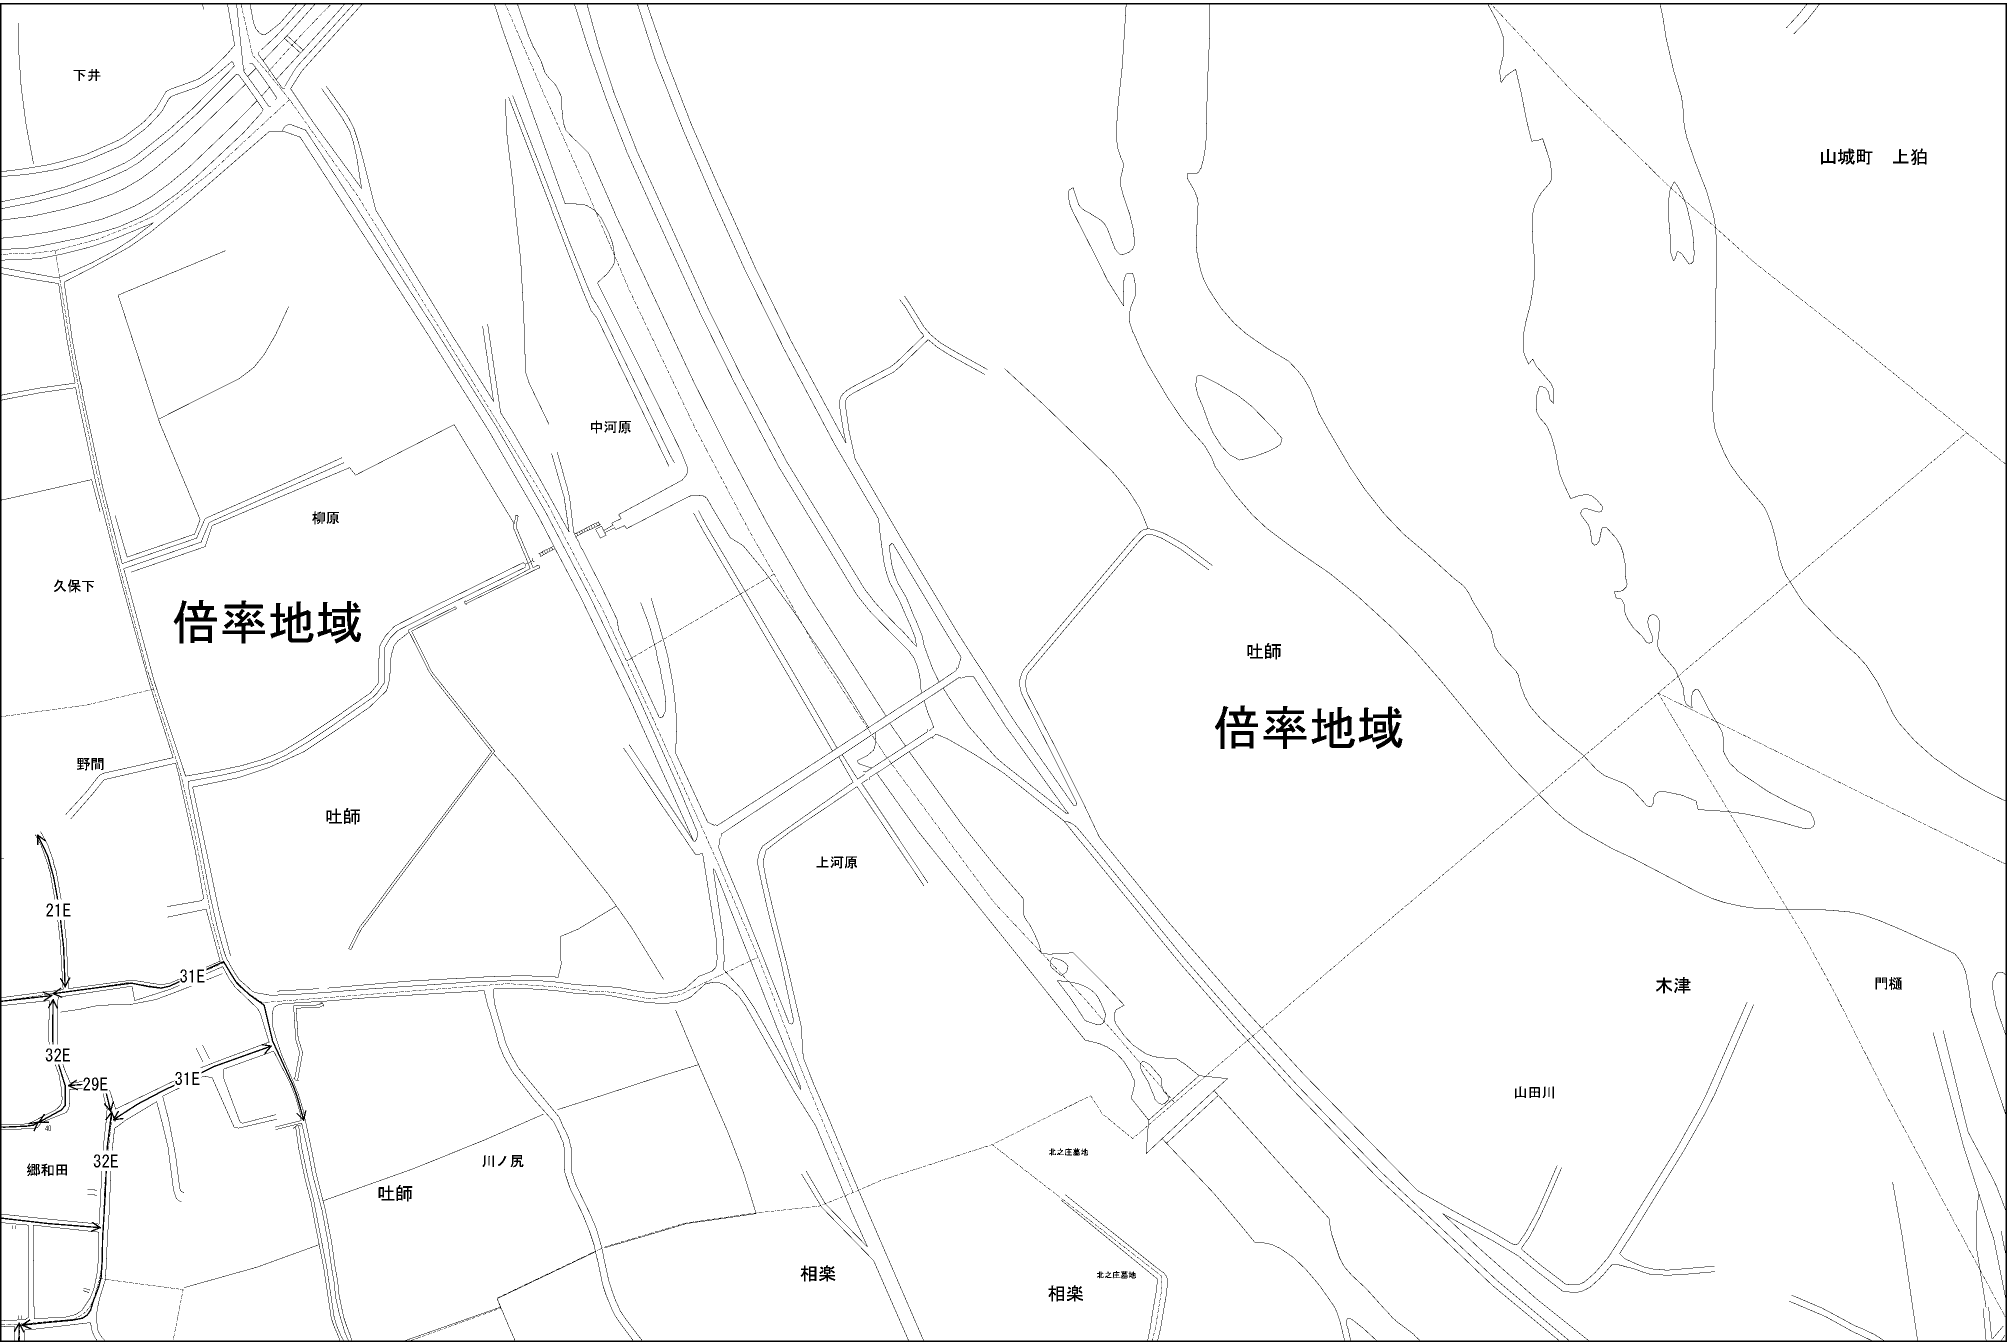 下井
山城町　上狛
中河原
柳原
久保下
倍率地域
吐師
倍率地域
野間
吐師
上河原
21E
31E
木津
門樋
32E
31E
29E
山田川
40
32E
川ノ尻
北之庄墓地
郷和田
吐師
相楽
北之庄墓地
相楽